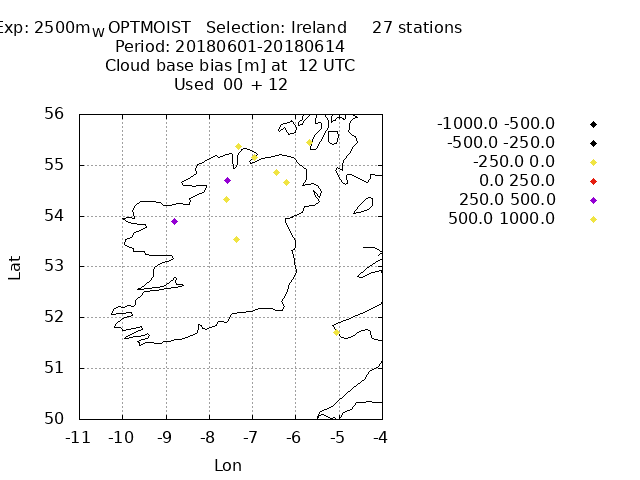 Exp: 2500mW OPTMOIST Selection: Ireland 27 stations
Period: 20180601-20180614
Cloud base bias [m] at 12 UTC
Used 00 + 12
-1000.0 -500.0
-500.0 -250.0
-250.0 0.0
0.0 250.0
250.0 500.0
500.0 1000.0
56
55
54
53
52
51
50
Lat
-11 -10 -9 -8 -7 -6 -5 -4
Lon